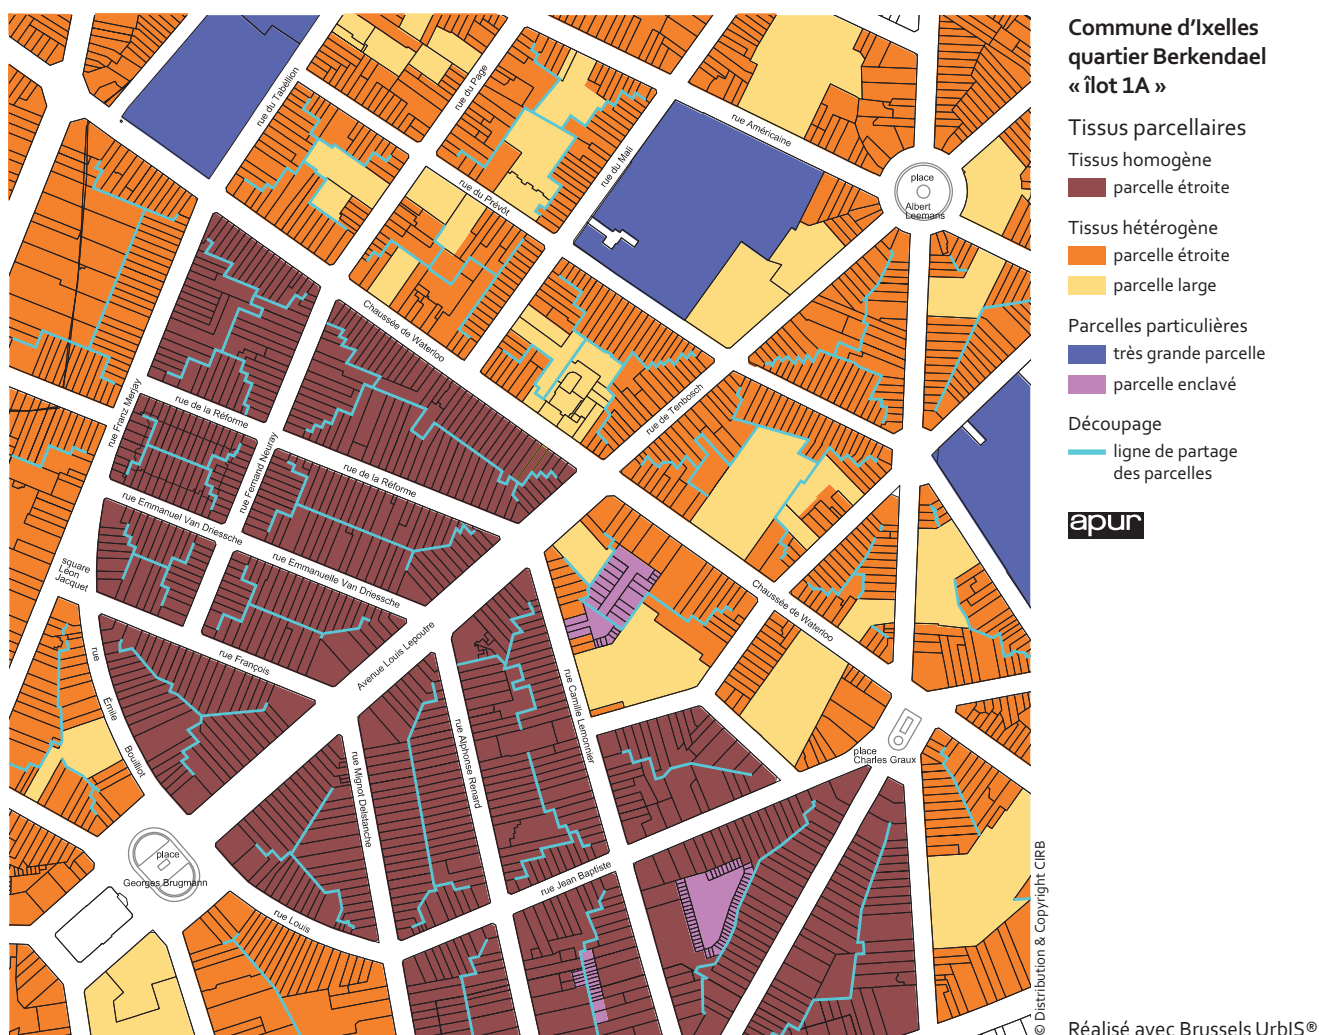 Commune d'Ixelles
quartier Berkendael
« îlot 1A »
Tissus parcellaires
Tissus homogène
parcelle étroite
Tissus hétérogène
parcelle étroite
parcelle large
Parcelles particulières
très grande parcelle
parcelle enclavé
Découpage
ligne de partage
des parcelles
apur
Réalisé avec Brussels UrbIS®
© Distribution & Copyright CIRB
rue du Tabéllion
rue du Page
rue Américaine
rue du Mali
place
Albert
Leemans
rue du Prévôt
Chaussée de Waterloo
rue Franz Merjay
rue de la Réforme
rue Fernand Neuray
rue de la Réforme
rue de Tenbosch
rue Emmanuel Van Driessche
rue Emmanuelle Van Driessche
square
Léon
Jacquet
Chaussée de Waterloo
rue François
Avenue Louis Lepoutre
rue
Émile
Bouilliot
rue Camille Lemonnier
rue Alphonse Renard
rue Mignot Delstanche
place
Charles Graux
place
Georges Brugmann
rue Jean Baptiste
rue Louis